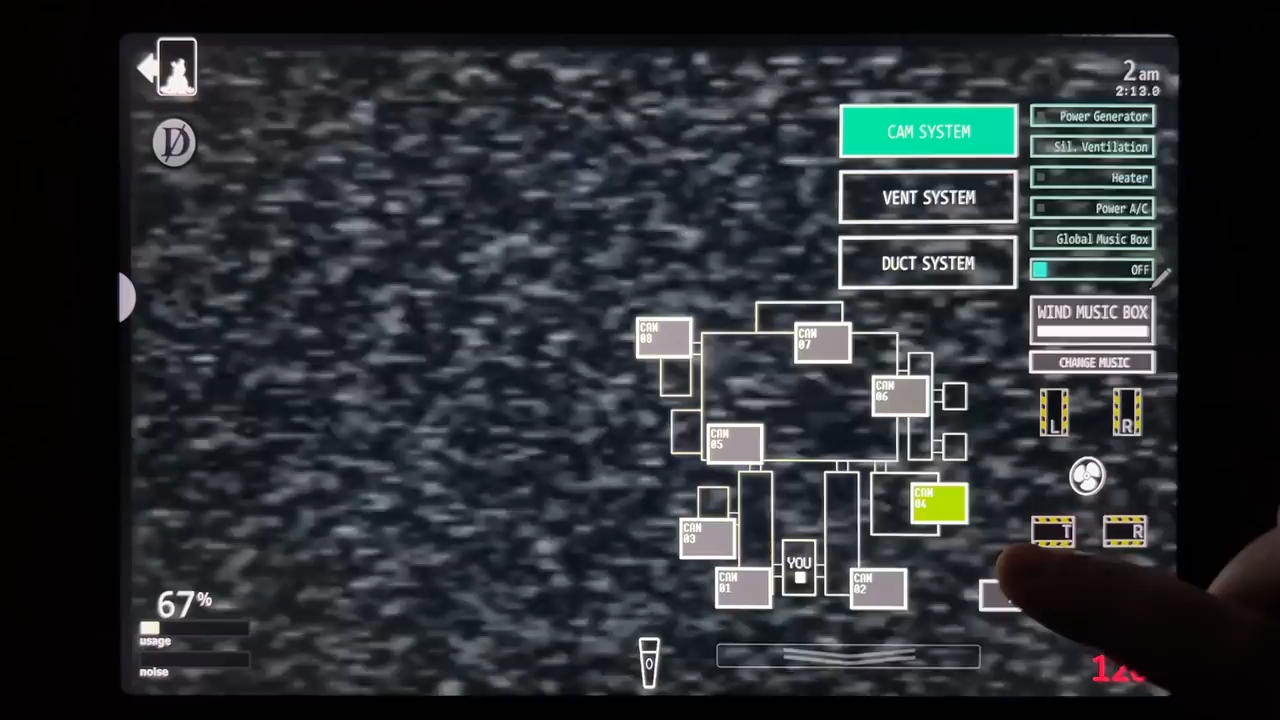 2 am
2:13.0
D
CAM SYSTEM
VENT SYSTEM
DUCT SYSTEM
Power Generator
Sil. Ventilation
Heater
Power A/C
Global Music Box
OFF
WIND MUSIC BOX
CHANGE MUSIC
L
R
T
R
CAM
08
CAM
07
CAM
06
CAM
05
CAM
04
CAM
03
YOU
CAM
01
CAM
02
67%
usage
noise
0